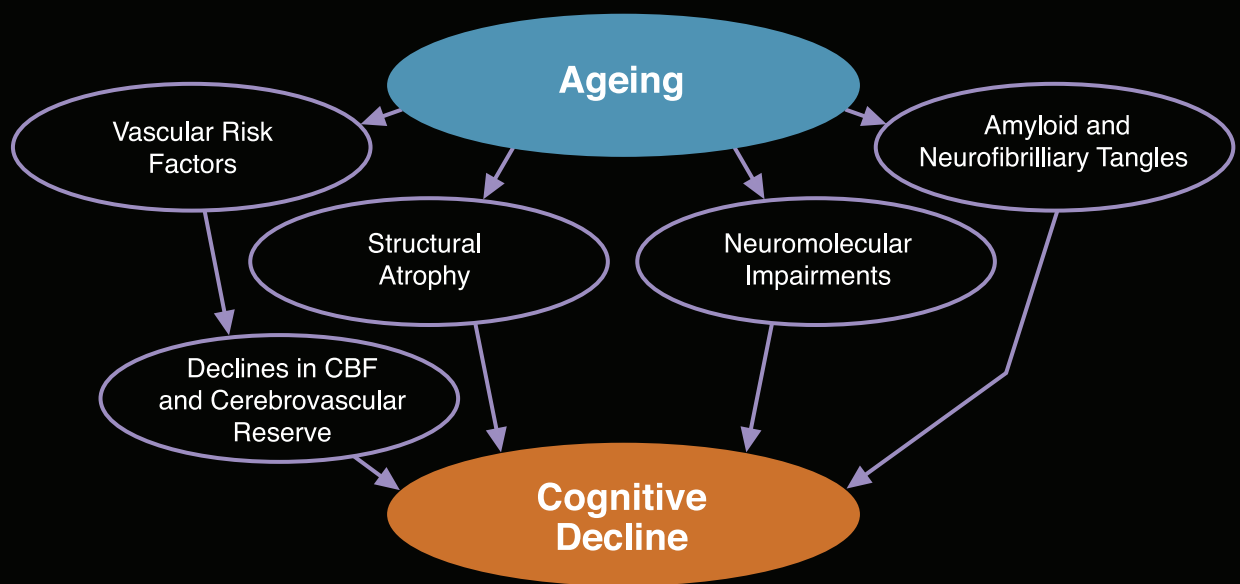 Ageing
Vascular Risk
Factors
Amyloid and
Neurofibrilliary Tangles
Structural
Atrophy
Neuromolecular
Impairments
Declines in CBF
and Cerebrovascular
Reserve
Cognitive
Decline